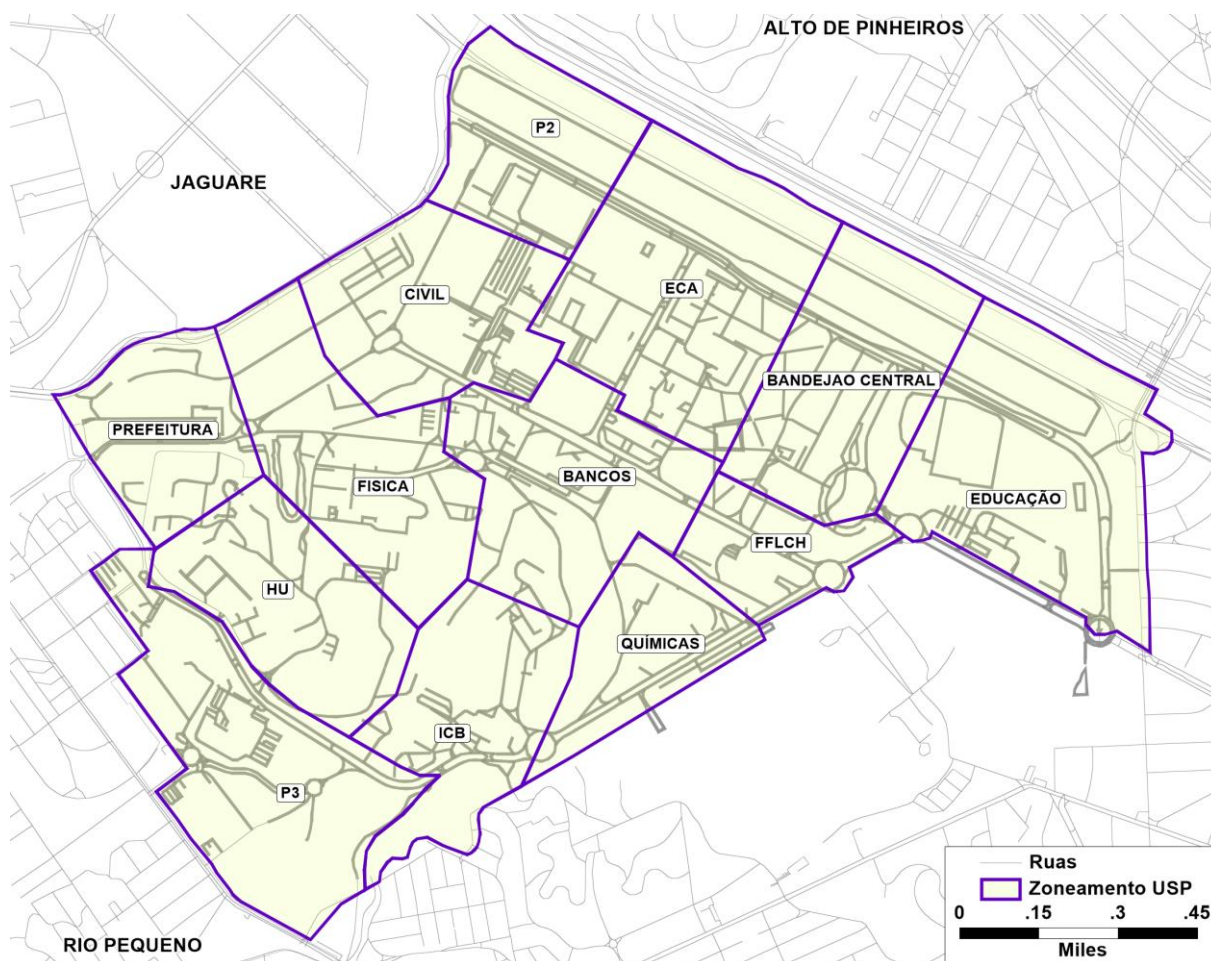 ALTO DE PINHEIROS
P2
JAGUARE
ECA
CIVIL
BANDEJAO CENTRAL
PREFEITURA
BANCOS
FISICA
EDUCAÇÃO
FFLCH
HU
QUÍMICAS
ICB
P3
RIO PEQUENO
Ruas
Zoneamento USP
0 .15 .3 .45
Miles